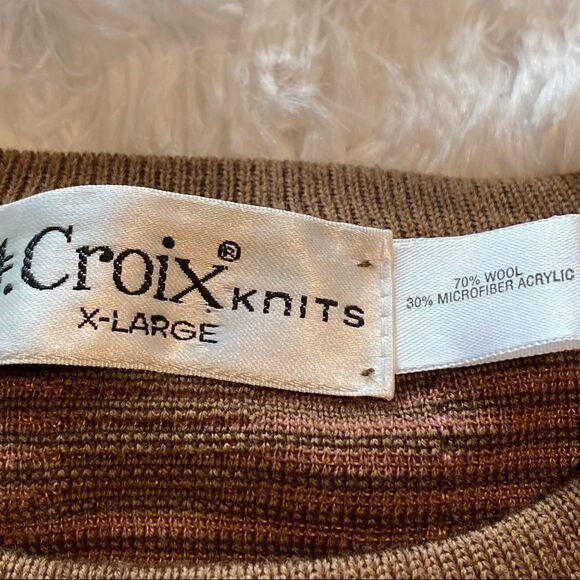 t.Croix® KNITS
X-LARGE
70% WOOL
30% MICROFIBER ACRYLIC